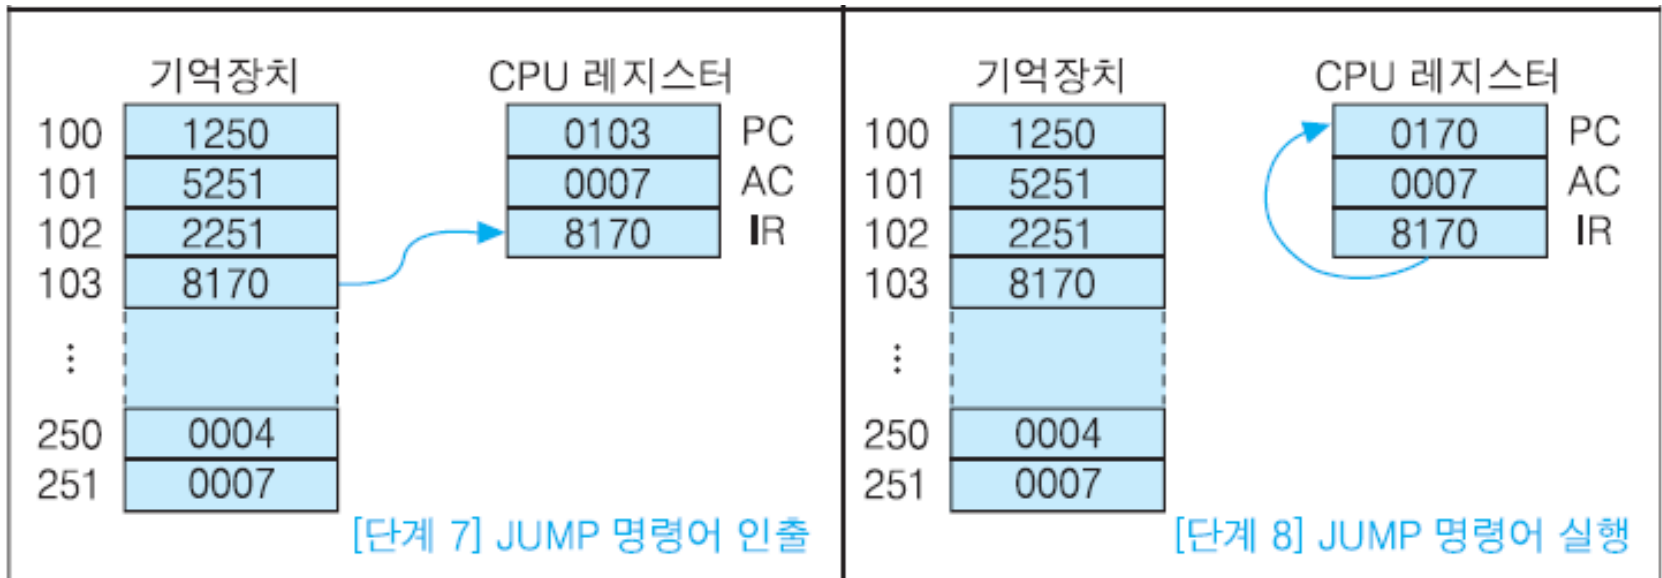 기억장치 CPU 레지스터
100 1250 0103 PC
101 5251 0007 AC
102 2251 8170 IR
103 8170
⋮
250 0004
251 0007
[단계 7] JUMP 명령어 인출
기억장치 CPU 레지스터
100 1250 0170 PC
101 5251 0007 AC
102 2251 8170 IR
103 8170
⋮
250 0004
251 0007
[단계 8] JUMP 명령어 실행